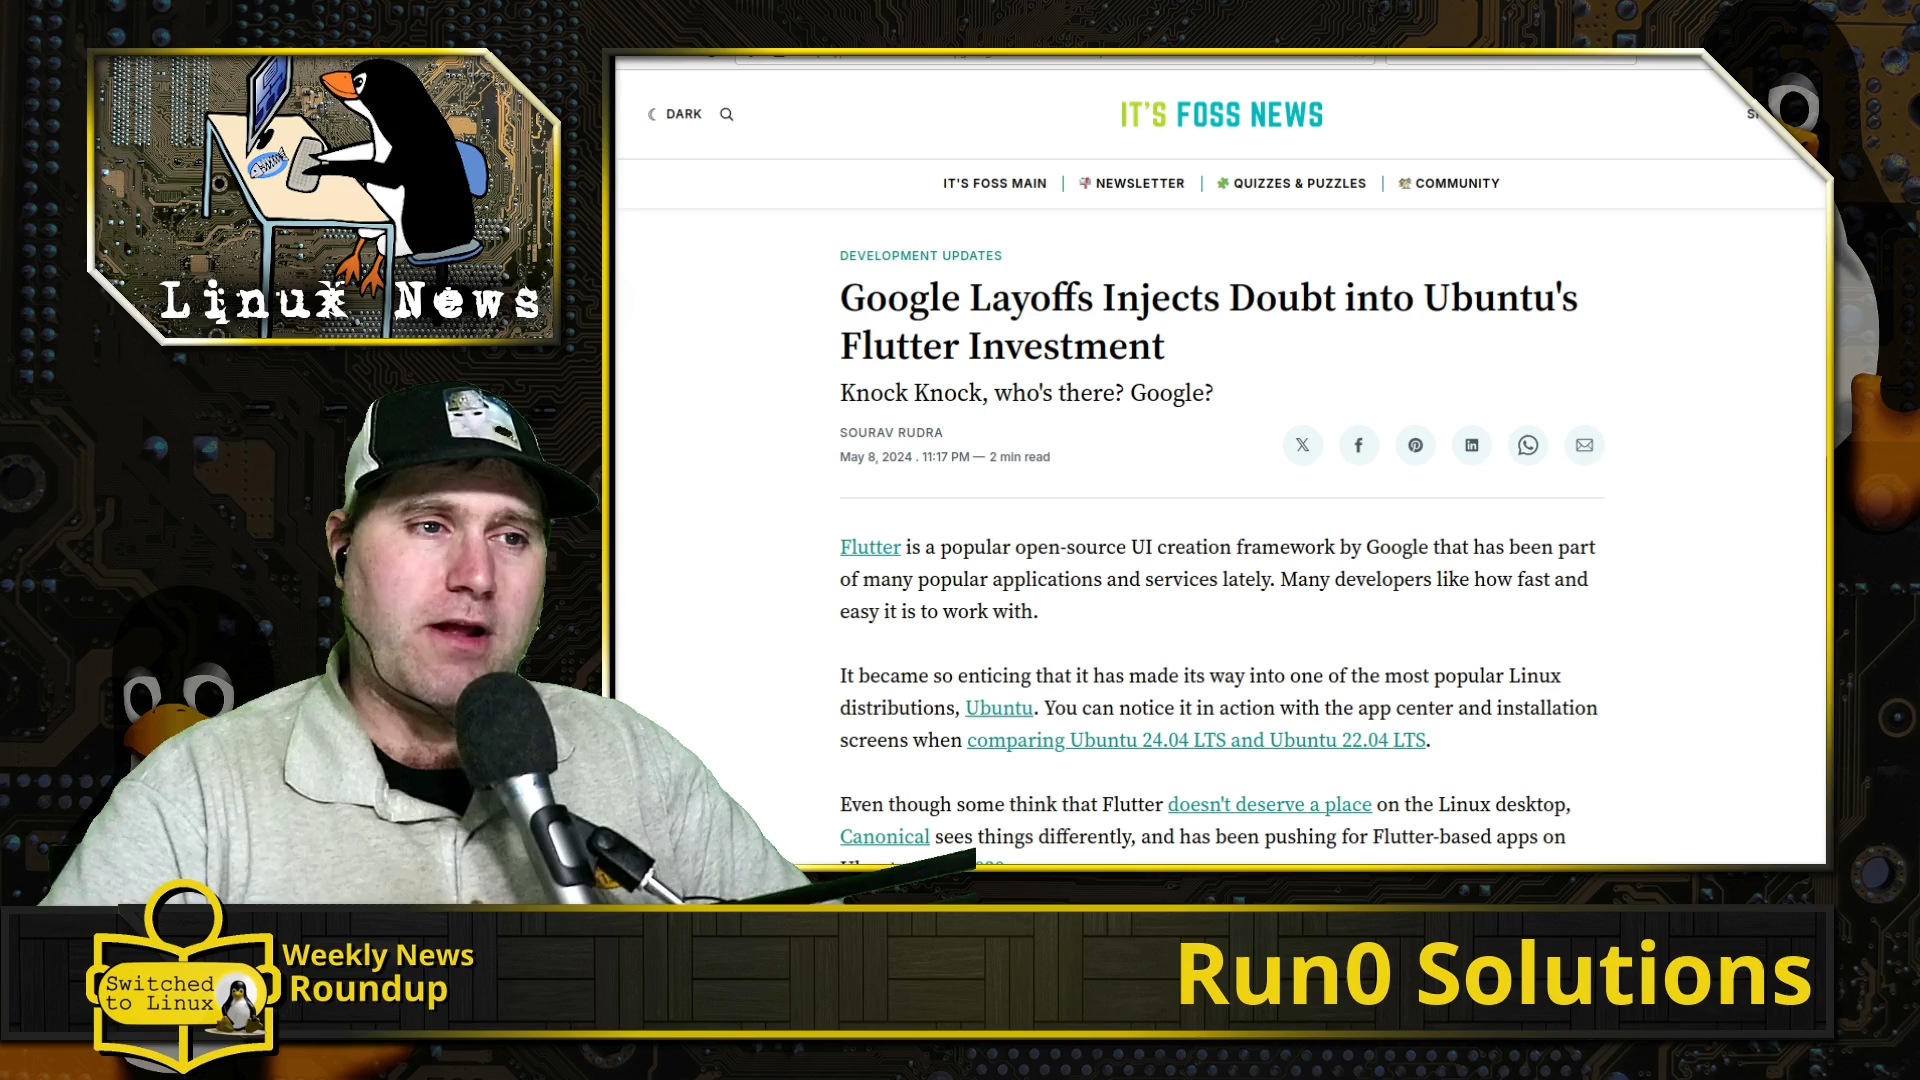 Linux News
DARK
IT'S FOSS NEWS
IT'S FOSS MAIN
NEWSLETTER
QUIZZES & PUZZLES
COMMUNITY
DEVELOPMENT UPDATES
Google Layoffs Injects Doubt into Ubuntu's
Flutter Investment
Knock Knock, who's there? Google?
SOURAV RUDRA
May 8, 2024 . 11:17 PM — 2 min read
Flutter is a popular open-source UI creation framework by Google that has been part
of many popular applications and services lately. Many developers like how fast and
easy it is to work with.
It became so enticing that it has made its way into one of the most popular Linux
distributions, Ubuntu. You can notice it in action with the app center and installation
screens when comparing Ubuntu 24.04 LTS and Ubuntu 22.04 LTS.
Even though some think that Flutter doesn't deserve a place on the Linux desktop,
Canonical sees things differently, and has been pushing for Flutter-based apps on
Switched
to Linux
Weekly News
Roundup
Run0 Solutions